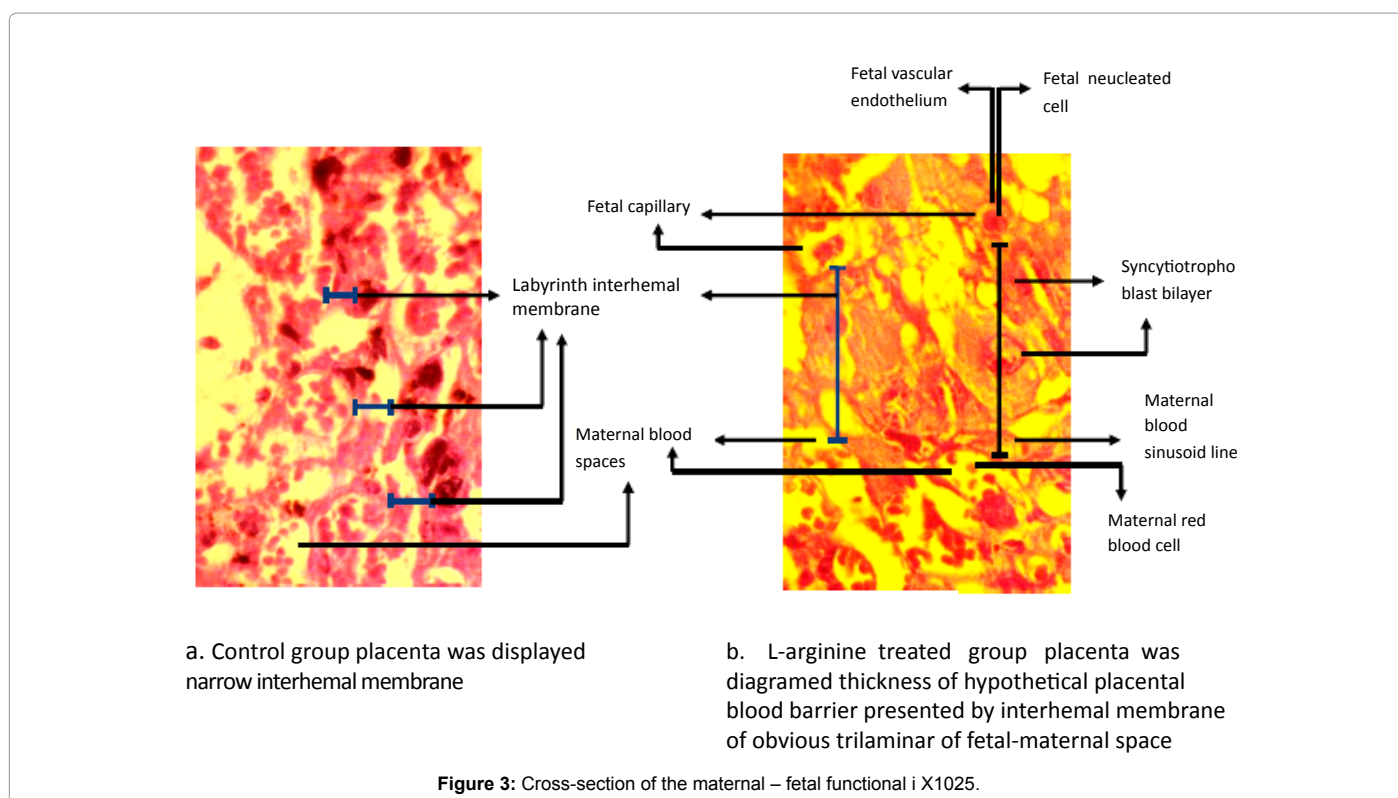 Fetal vascular
endothelium
Fetal neucleated
cell
Fetal capillary
Labyrinth interhemal
membrane
Syncytiotropho
blast bilayer
Maternal blood
spaces
Maternal
blood
sinusoid line
Maternal red
blood cell
a. Control group placenta was displayed
narrow interhemal membrane
b. L-arginine treated group placenta was
diagramed thickness of hypothetical placental
blood barrier presented by interhemal membrane
of obvious trilaminar of fetal-maternal space
Figure 3: Cross-section of the maternal – fetal functional i X1025.